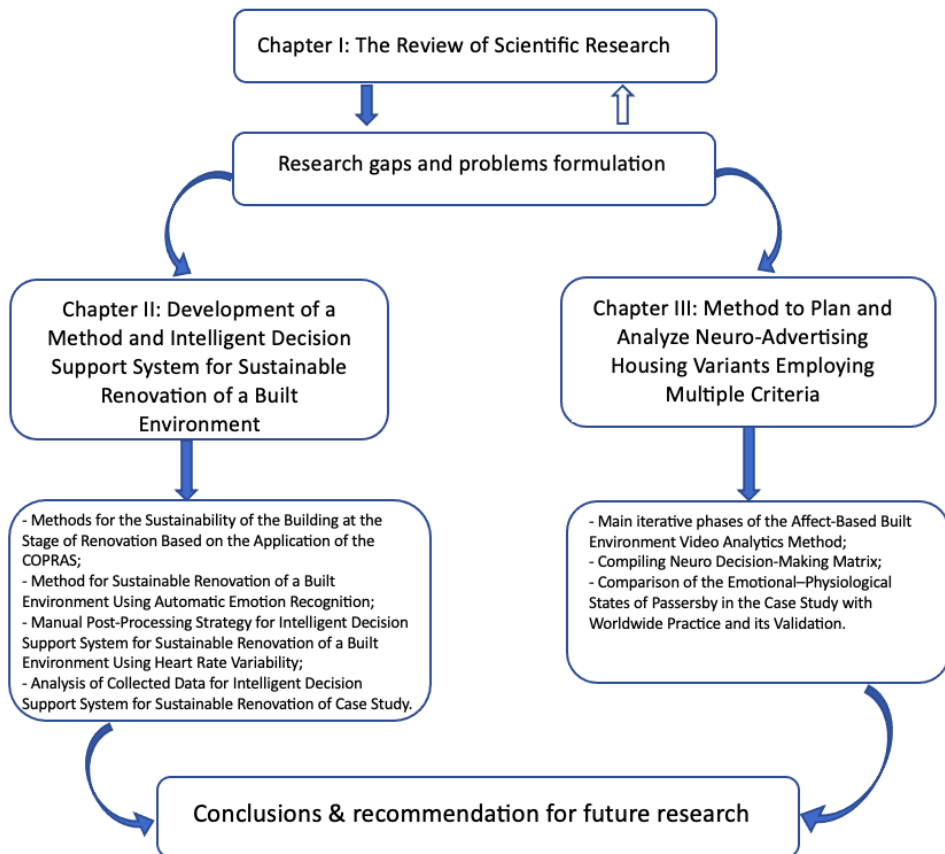 Chapter I: The Review of Scientific Research
Research gaps and problems formulation
Chapter II: Development of a
Method and Intelligent Decision
Support System for Sustainable
Renovation of a Built
Environment
Chapter III: Method to Plan and
Analyze Neuro-Advertising
Housing Variants Employing
Multiple Criteria
- Methods for the Sustainability of the Building at the
Stage of Renovation Based on the Application of the
COPRAS;
- Method for Sustainable Renovation of a Built
Environment Using Automatic Emotion Recognition;
- Manual Post-Processing Strategy for Intelligent Decision
Support System for Sustainable Renovation of a Built
Environment Using Heart Rate Variability;
- Analysis of Collected Data for Intelligent Decision
Support System for Sustainable Renovation of Case Study.
- Main iterative phases of the Affect-Based Built
Environment Video Analytics Method;
- Compiling Neuro Decision-Making Matrix;
- Comparison of the Emotional–Physiological
States of Passersby in the Case Study with
Worldwide Practice and its Validation.
Conclusions & recommendation for future research